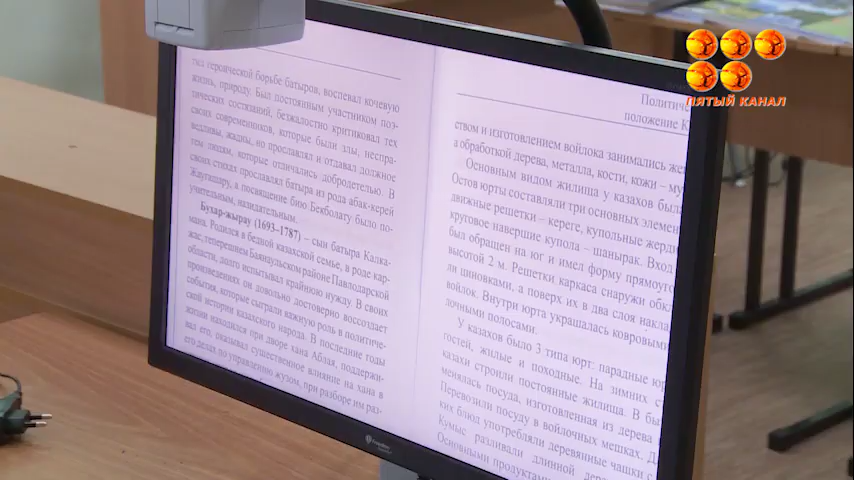 тил героической борьбе батыров, воспевал кочевую
жизнь, природу. Был постоянным участником поэ-
тических состязаний, безжалостно критиковал тех
своих современников, которые были злы, неспра-
ведливы, жадны, но прославлял и отдавал должное
тем людям, которые отличались добродетелью. В
своих стихах прославлял батыра из рода абак-керей
Жаугашару, а посвящение бию Бекболату было по-
учительным, назидательным.
Бухар-жырау (1693–1787) – сын батыра Калка-
мана. Родился в бедной казахской семье, в роде кар-
жас, теперешнем Баянаульском районе Павлодарской
области, долго испытывал крайнюю нужду. В своих
произведениях он довольно достоверно воссоздает
события, которые сыграли важную роль в политиче-
ской истории казахского народа. В последние годы
жизни находился при дворе хана Аблая, поддержи-
вал его, оказывал существенное влияние на хана в
его делах по управлению жузом, при разборе им раз-
Политиче
положение К
ством и изготовлением войлока занимались же
а обработкой дерева, металла, кости, кожи – му
Основным видом жилища у казахов был
Остов юрты составляли три основных элемен
движные решетки – кереге, купольные жерди
круговое навершие купола – шанырак. Вход
был обращен на юг и имел форму прямоуго
высотой 2 м. Решетки каркаса снаружи обкл
ли циновками, а поверх их в два слоя накла
войлок. Внутри юрта украшалась ковровыми
дочными полосами.
У казахов было 3 типа юрт: парадные юр
гостей, жилые и походные. На зимних с
казахи строили постоянные жилища. В бы
менялась посуда, изготовленная из дерева
Перевозили посуду в войлочных мешках. Д
ких блюд употребляли деревянные чашки с
Кумыс разливали длинной дере
Основными продуктами
ПЯТЫЙ КАНАЛ